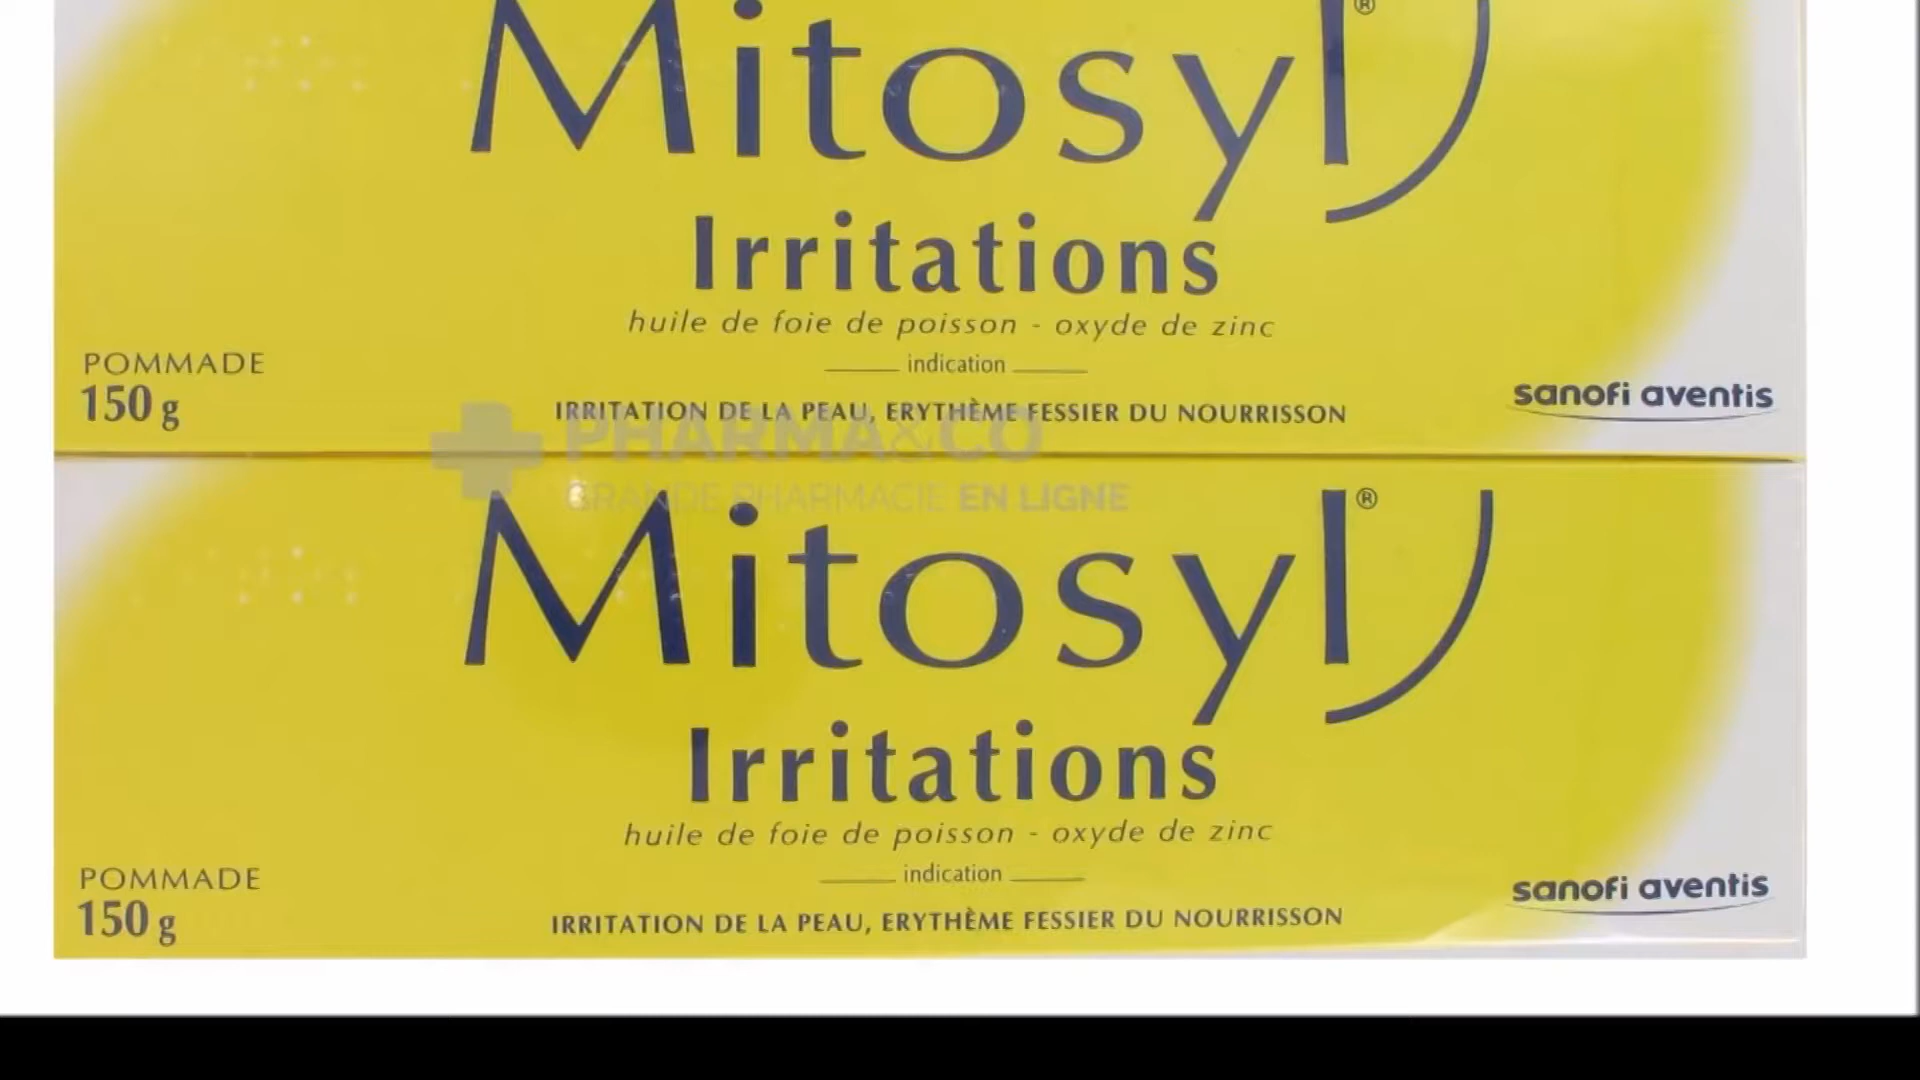 Mitosyl®
Irritations
huile de foie de poisson - oxyde de zinc
indication
POMMADE
150 g
IRRITATION DE LA PEAU, ERYTHÈME FESSIER DU NOURRISSON
sanofi aventis
PHARMA&CO
GRANDE PHARMACIE EN LIGNE
Mitosyl®
Irritations
huile de foie de poisson - oxyde de zinc
indication
POMMADE
150 g
IRRITATION DE LA PEAU, ERYTHÈME FESSIER DU NOURRISSON
sanofi aventis